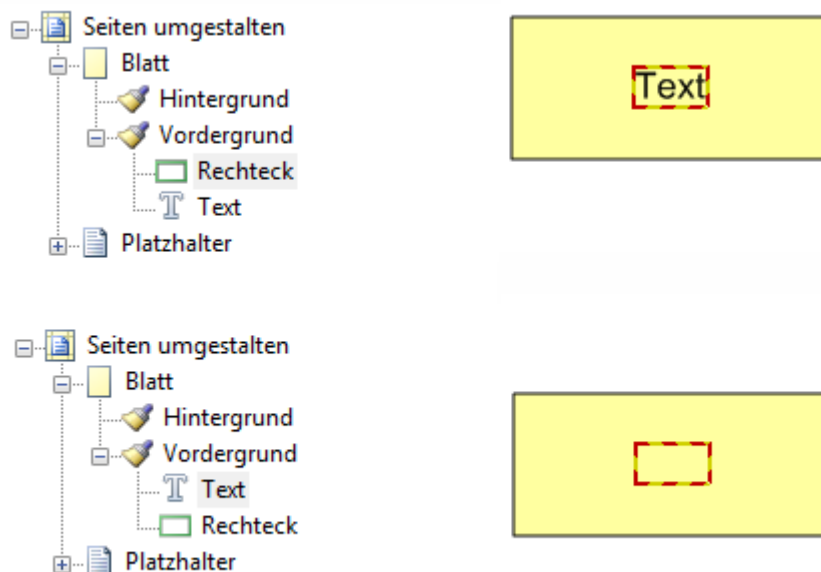 Seiten umgestalten
Blatt
Hintergrund
Vordergrund
Rechteck
Text
Platzhalter
Text
Seiten umgestalten
Blatt
Hintergrund
Vordergrund
Text
Rechteck
Platzhalter